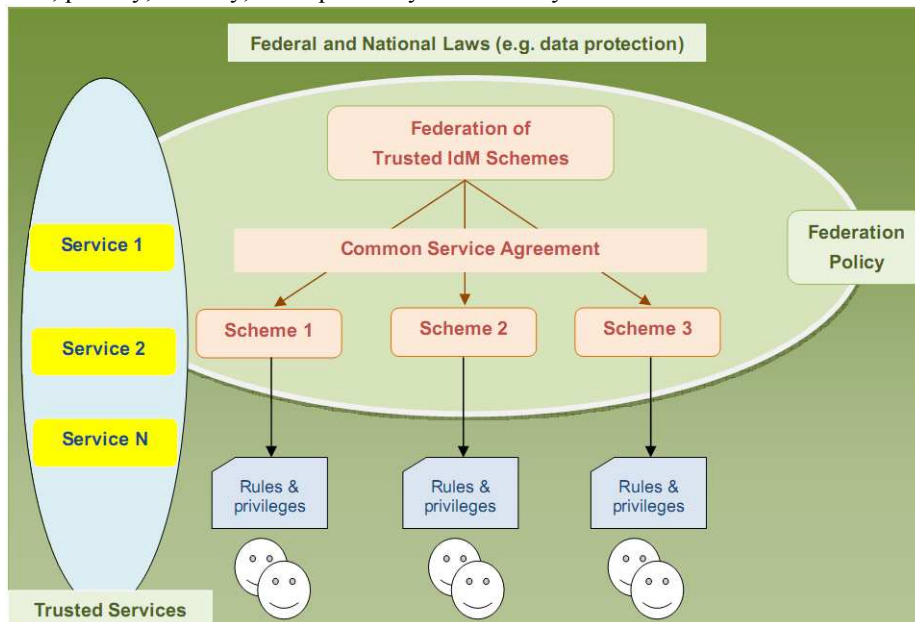 Federal and National Laws (e.g. data protection)
Federation of
Trusted IdM Schemes
Common Service Agreement
Federation
Policy
Service 1
Service 2
Service N
Scheme 1
Scheme 2
Scheme 3
Rules &
privileges
Rules &
privileges
Rules &
privileges
Trusted Services